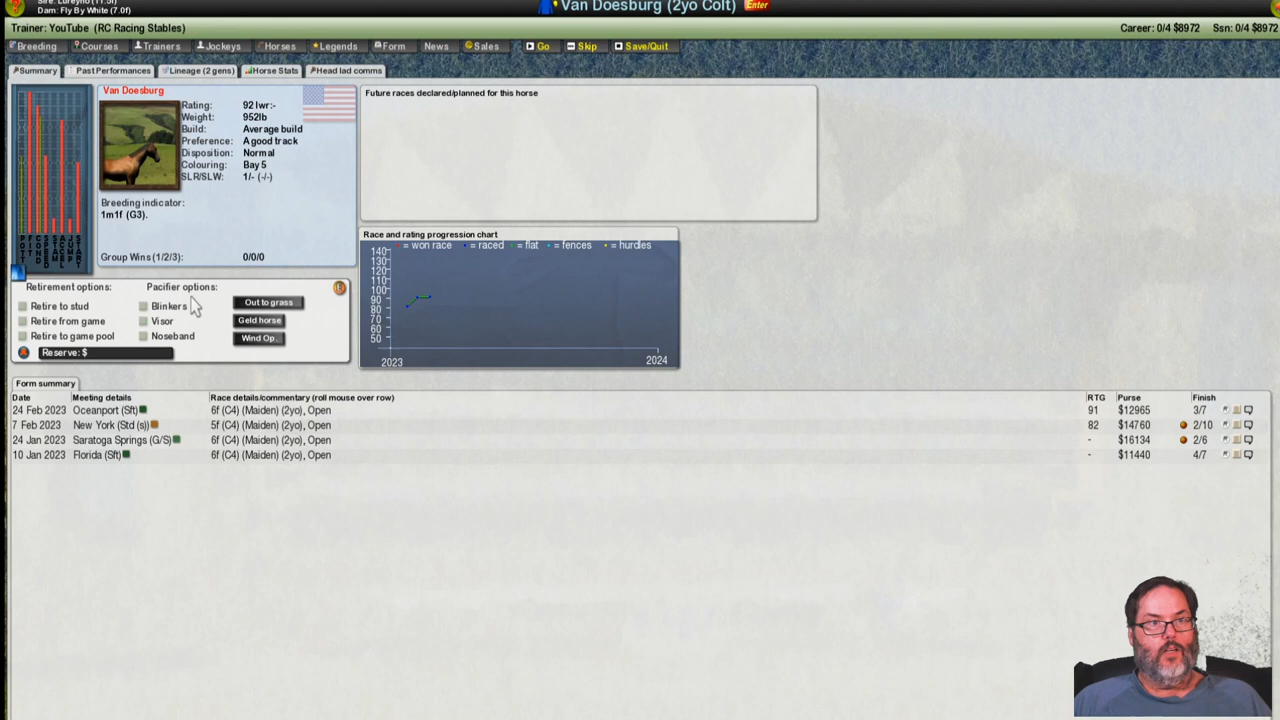 Sire: Lureyno (11.5f)
Dam: Fly By White (7.0f)
Van Doesburg (2yo Colt) Enter
Trainer: YouTube (RC Racing Stables) Career: 0/4 $8972 Ssn: 0/4 $8972
Breeding Courses Trainers Jockeys Horses Legends Form News Sales Go Skip Save/Quit
Summary Past Performances Lineage (2 gens) Horse Stats Head lad comms
Van Doesburg
Rating: 92 lwr:-
Weight: 952lb
Build: Average build
Preference: A good track
Disposition: Normal
Colouring: Bay 5
SLR/SLW: 1/- (-/-)
Breeding indicator:
1m1f (G3).
Group Wins (1/2/3): 0/0/0
POT FIT COND SPEED STAM ACCEL JUMP START
Future races declared/planned for this horse
Race and rating progression chart
= won race = raced = flat = fences = hurdles
140
130
120
110
100
90
80
70
60
50
2023 2024
Retirement options: Pacifier options:
Retire to stud Blinkers Out to grass
Retire from game Visor Geld horse
Retire to game pool Noseband Wind Op.
Reserve: $
Form summary
Date Meeting details Race details/commentary (roll mouse over row) RTG Purse Finish
24 Feb 2023 Oceanport (Sft) 6f (C4) (Maiden) (2yo), Open 91 $12965 3/7
7 Feb 2023 New York (Std (s)) 5f (C4) (Maiden) (2yo), Open 82 $14760 2/10
24 Jan 2023 Saratoga Springs (G/S) 6f (C4) (Maiden) (2yo), Open - $16134 2/6
10 Jan 2023 Florida (Sft) 6f (C4) (Maiden) (2yo), Open - $11440 4/7